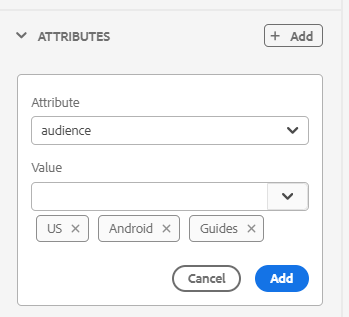 ATTRIBUTES + Add
Attribute
audience
Value
US × Android × Guides ×
Cancel Add